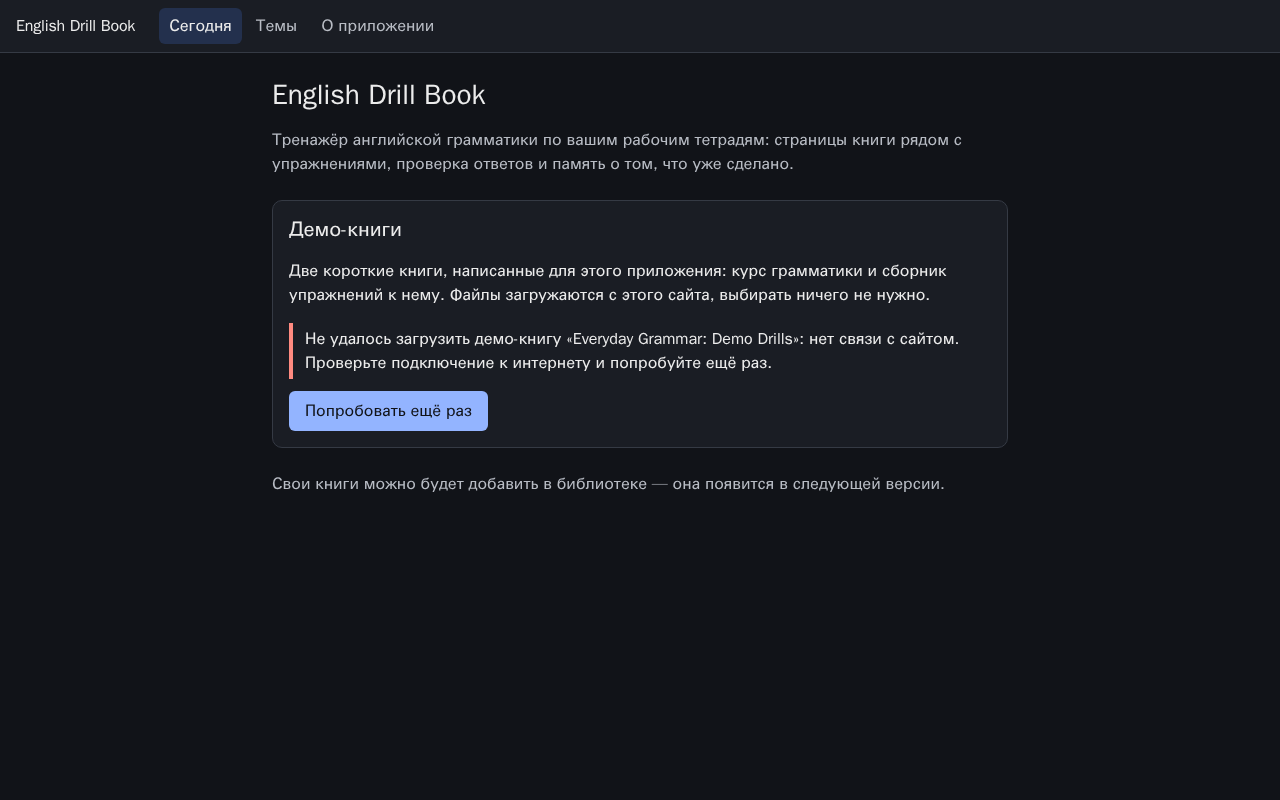 English Drill Book
Сегодня
Темы
О приложении
English Drill Book
Тренажёр английской грамматики по вашим рабочим тетрадям: страницы книги рядом с
упражнениями, проверка ответов и память о том, что уже сделано.
Демо-книги
Две короткие книги, написанные для этого приложения: курс грамматики и сборник
упражнений к нему. Файлы загружаются с этого сайта, выбирать ничего не нужно.
Не удалось загрузить демо-книгу «Everyday Grammar: Demo Drills»: нет связи с сайтом.
Проверьте подключение к интернету и попробуйте ещё раз.
Попробовать ещё раз
Свои книги можно будет добавить в библиотеке — она появится в следующей версии.